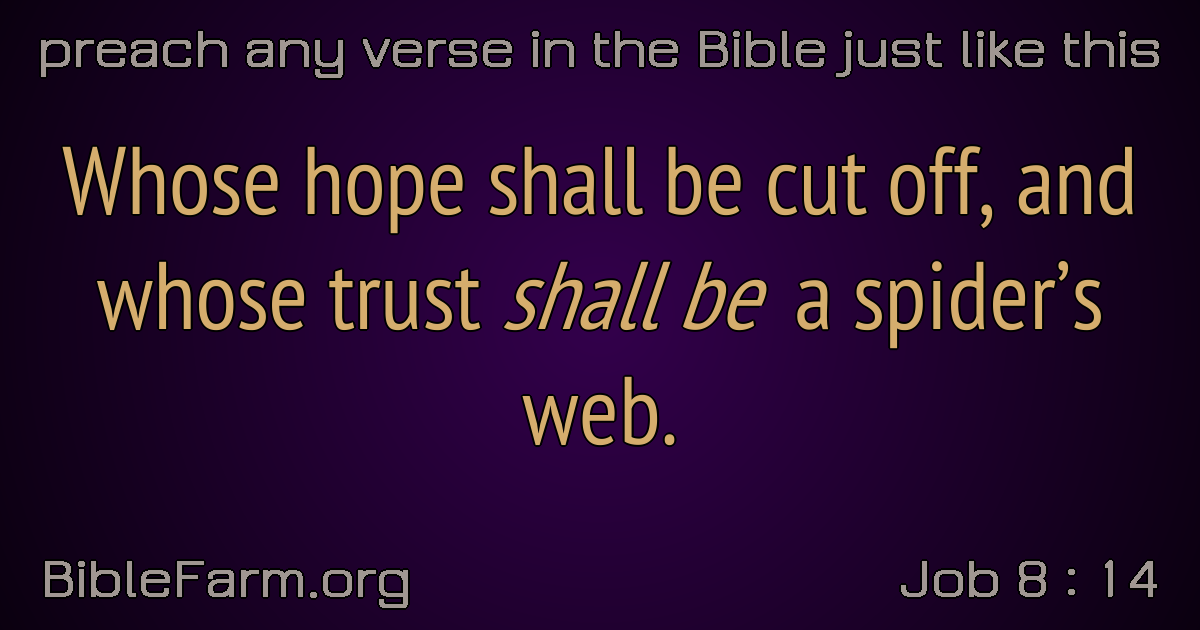 preach any verse in the Bible just like this
Whose hope shall be cut off, and
whose trust shall be a spider’s
web.
BibleFarm.org
Job 8 : 14